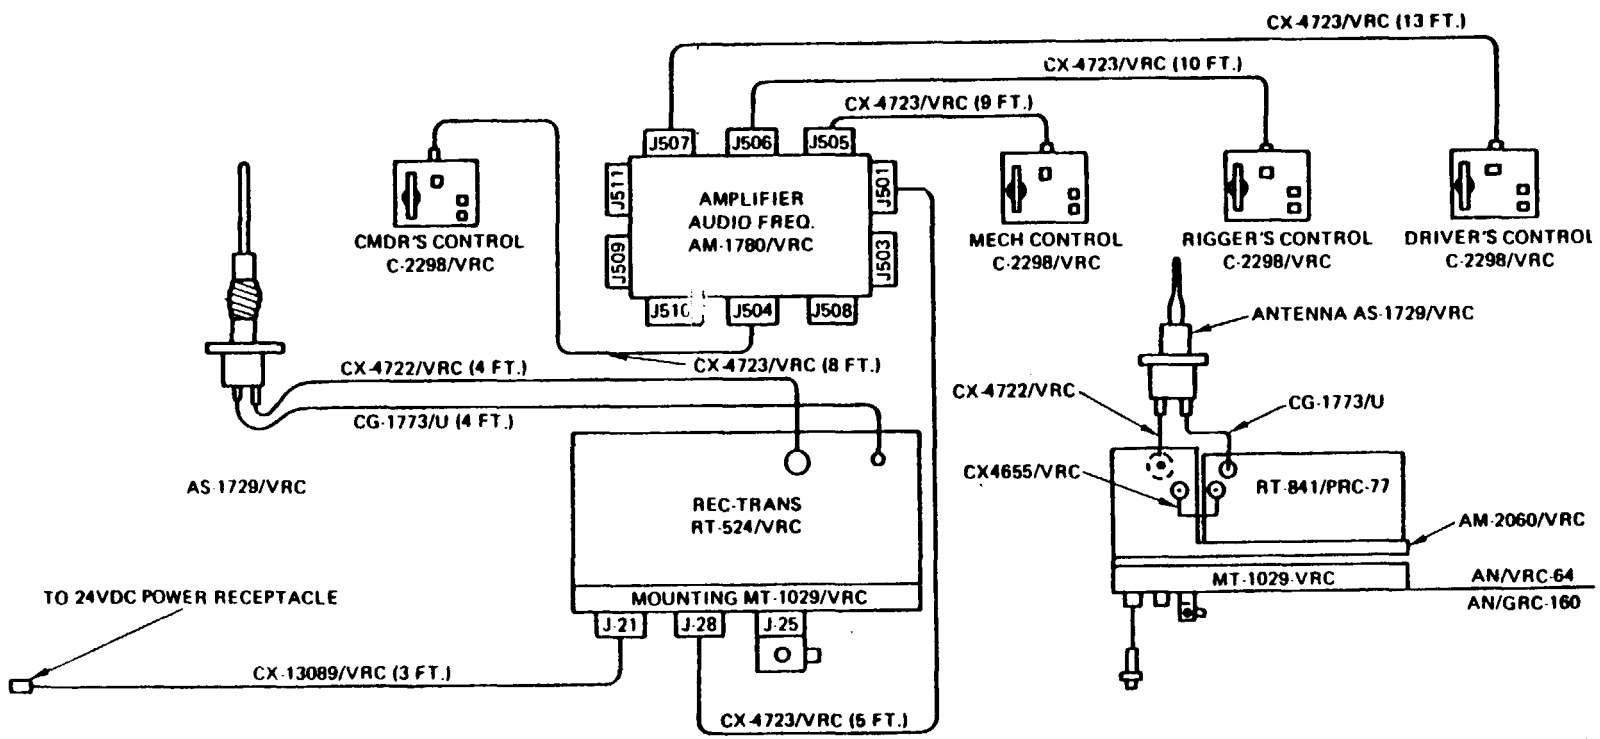 CX-4723/VRC (13 FT.)
CX-4723/VRC (10 FT.)
CX-4723/VRC (9 FT.)
J507
J506
J505
J511
J501
AMPLIFIER
AUDIO FREQ.
AM-1780/VRC
J509
J503
J510
J504
J508
CMDR'S CONTROL
C-2298/VRC
MECH CONTROL
C-2298/VRC
RIGGER'S CONTROL
C-2298/VRC
DRIVER'S CONTROL
C-2298/VRC
ANTENNA AS-1729/VRC
CX-4722/VRC (4 FT.)
CX-4723/VRC (8 FT.)
CG-1773/U (4 FT.)
CX-4722/VRC
CG-1773/U
CX4655/VRC
RT-841/PRC-77
AS-1729/VRC
REC-TRANS
RT-524/VRC
AM-2060/VRC
MT-1029-VRC
AN/VRC-64
AN/GRC-160
TO 24VDC POWER RECEPTACLE
MOUNTING MT-1029/VRC
J-21
J-28
J-25
CX-13089/VRC (3 FT.)
CX-4723/VRC (5 FT.)